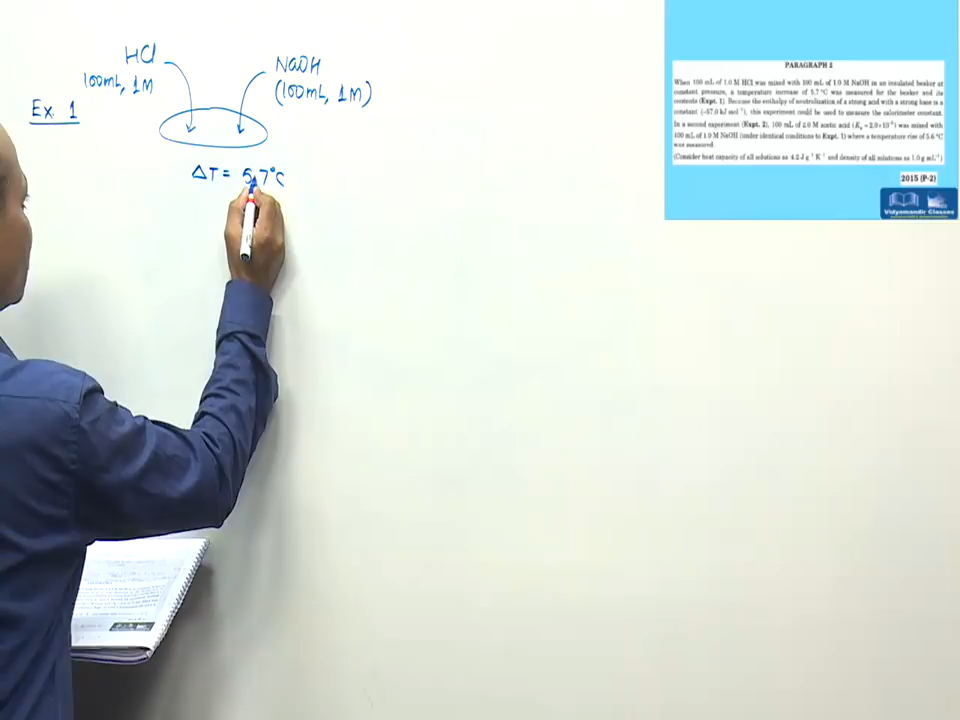 HCl
100mL, 1M
NaOH
(100mL, 1M)
Ex. 1
ΔT = 5.7°C
PARAGRAPH 2
When 100 mL of 1.0 M HCl was mixed with 100 mL of 1.0 M NaOH in an insulated beaker at
constant pressure, a temperature increase of 5.7 °C was measured for the beaker and its
contents (Expt. 1). Because the enthalpy of neutralization of a strong acid with a strong base is a
constant (–57.0 kJ mol⁻¹), this experiment could be used to measure the calorimeter constant.
In a second experiment (Expt. 2), 100 mL of 2.0 M acetic acid (Kₐ = 2.0×10⁻⁵) was mixed with
100 mL of 1.0 M NaOH (under identical conditions to Expt. 1) where a temperature rise of 5.6 °C
was measured.
(Consider heat capacity of all solutions as 4.2 J g⁻¹ K⁻¹ and density of all solutions as 1.0 g mL⁻¹)
2015 (P-2)
Vidyamandir Classes